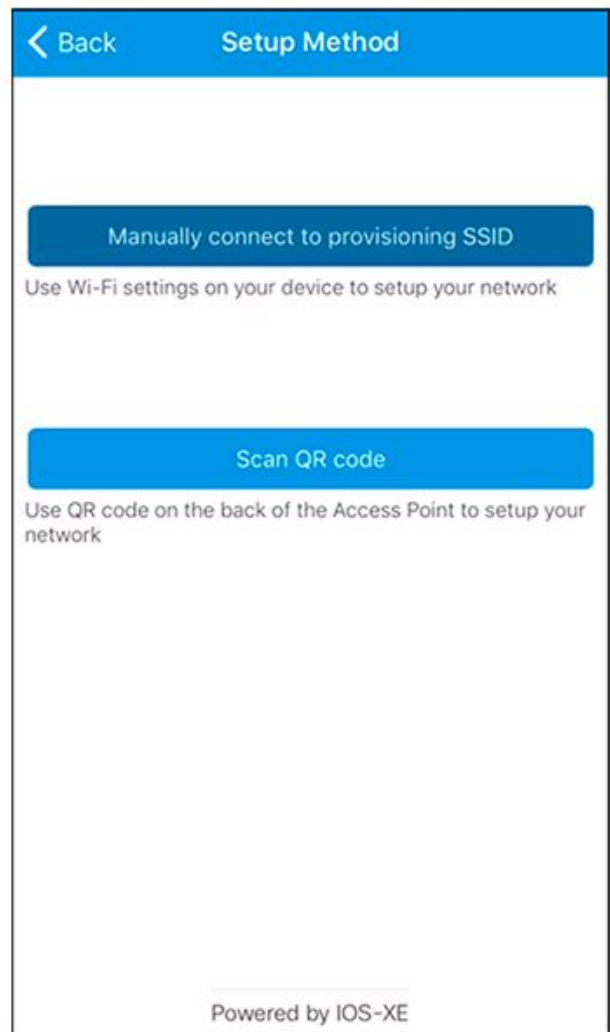 Back
Setup Method
Manually connect to provisioning SSID
Use Wi-Fi settings on your device to setup your network
Scan QR code
Use QR code on the back of the Access Point to setup your
network
Powered by IOS-XE